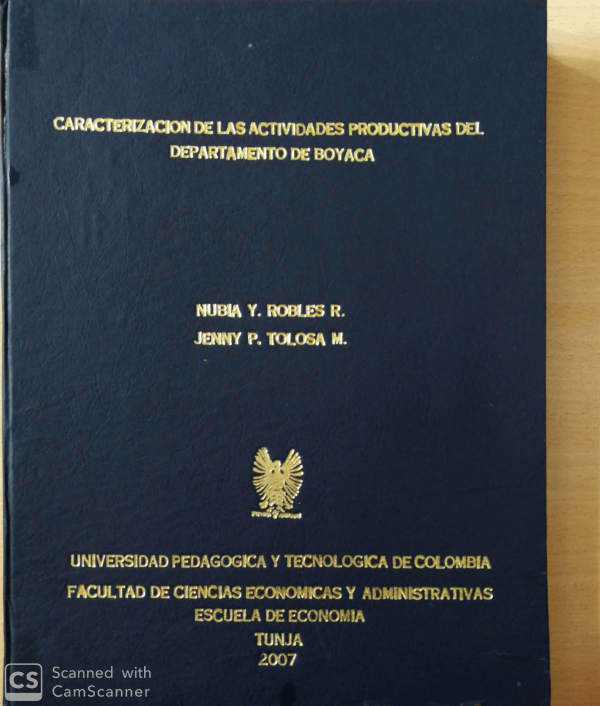 CARACTERIZACION DE LAS ACTIVIDADES PRODUCTIVAS DEL
DEPARTAMENTO DE BOYACA
NUBIA Y. ROBLES R.
JENNY P. TOLOSA M.
UNIVERSIDAD PEDAGOGICA Y TECNOLOGICA DE COLOMBIA
FACULTAD DE CIENCIAS ECONOMICAS Y ADMINISTRATIVAS
ESCUELA DE ECONOMIA
TUNJA
2007
CS Scanned with
CamScanner